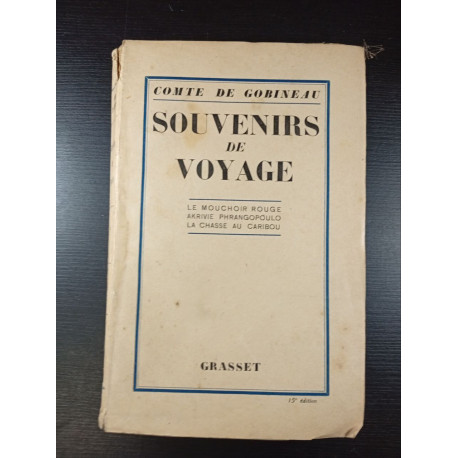 COMTE DE GOBINEAU
SOUVENIRS
DE
VOYAGE
LE MOUCHOIR ROUGE
AKRIVIE PHRANGOPOULO
LA CHASSE AU CARIBOU
GRASSET
15e édition